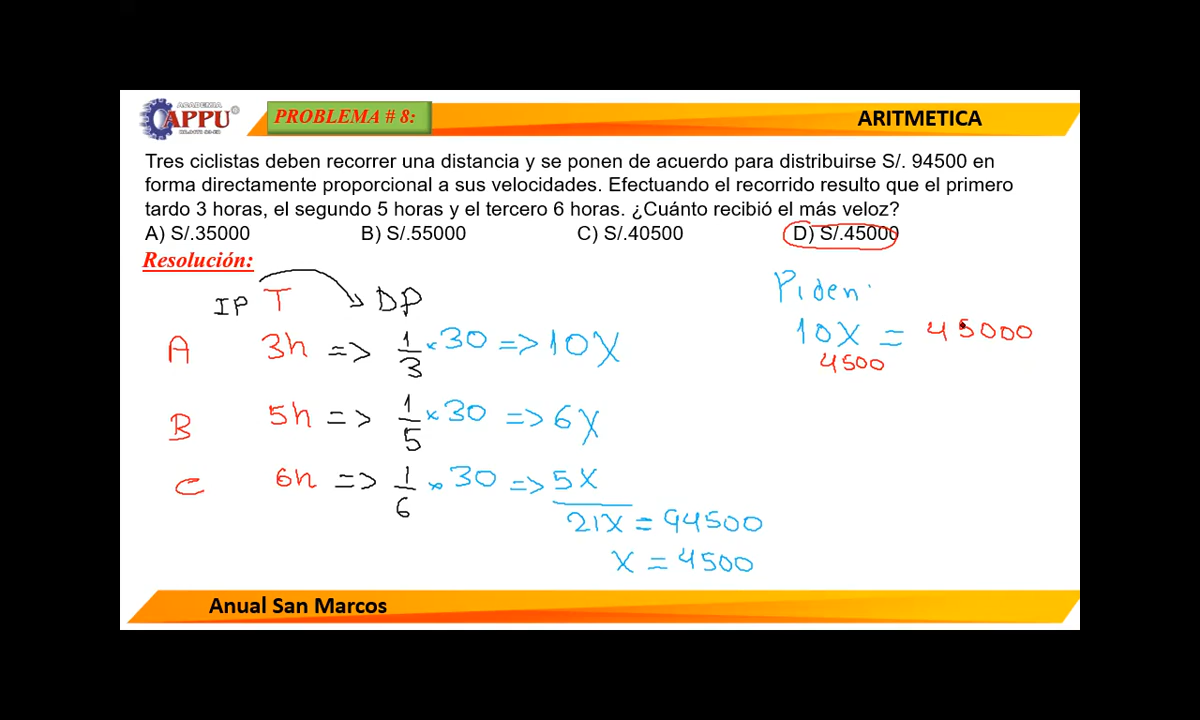 ACADEMIA
APPU
PROBLEMA # 8:
ARITMETICA
Tres ciclistas deben recorrer una distancia y se ponen de acuerdo para distribuirse S/. 94500 en
forma directamente proporcional a sus velocidades. Efectuando el recorrido resulto que el primero
tardo 3 horas, el segundo 5 horas y el tercero 6 horas. ¿Cuánto recibió el más veloz?
A) S/.35000 B) S/.55000 C) S/.40500 D) S/.45000
Resolución:
IP T DP
A 3h => 1/3 × 30 => 10X
B 5h => 1/5 × 30 => 6X
C 6h => 1/6 × 30 => 5X
21X = 94500
X = 4500
Piden:
10X = 45000
4500
Anual San Marcos